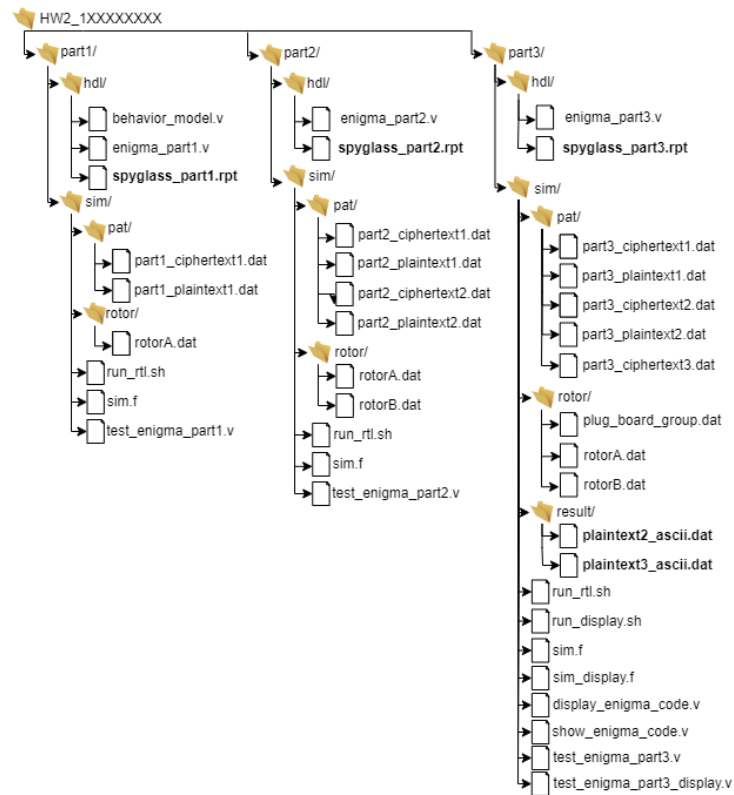 HW2_1XXXXXXXX
part1/
hdl/
behavior_model.v
enigma_part1.v
spyglass_part1.rpt
sim/
pat/
part1_ciphertext1.dat
part1_plaintext1.dat
rotor/
rotorA.dat
run_rtl.sh
sim.f
test_enigma_part1.v
part2/
hdl/
enigma_part2.v
spyglass_part2.rpt
sim/
pat/
part2_ciphertext1.dat
part2_plaintext1.dat
part2_ciphertext2.dat
part2_plaintext2.dat
rotor/
rotorA.dat
rotorB.dat
run_rtl.sh
sim.f
test_enigma_part2.v
part3/
hdl/
enigma_part3.v
spyglass_part3.rpt
sim/
pat/
part3_ciphertext1.dat
part3_plaintext1.dat
part3_ciphertext2.dat
part3_plaintext2.dat
part3_ciphertext3.dat
rotor/
plug_board_group.dat
rotorA.dat
rotorB.dat
result/
plaintext2_ascii.dat
plaintext3_ascii.dat
run_rtl.sh
run_display.sh
sim.f
sim_display.f
display_enigma_code.v
show_enigma_code.v
test_enigma_part3.v
test_enigma_part3_display.v